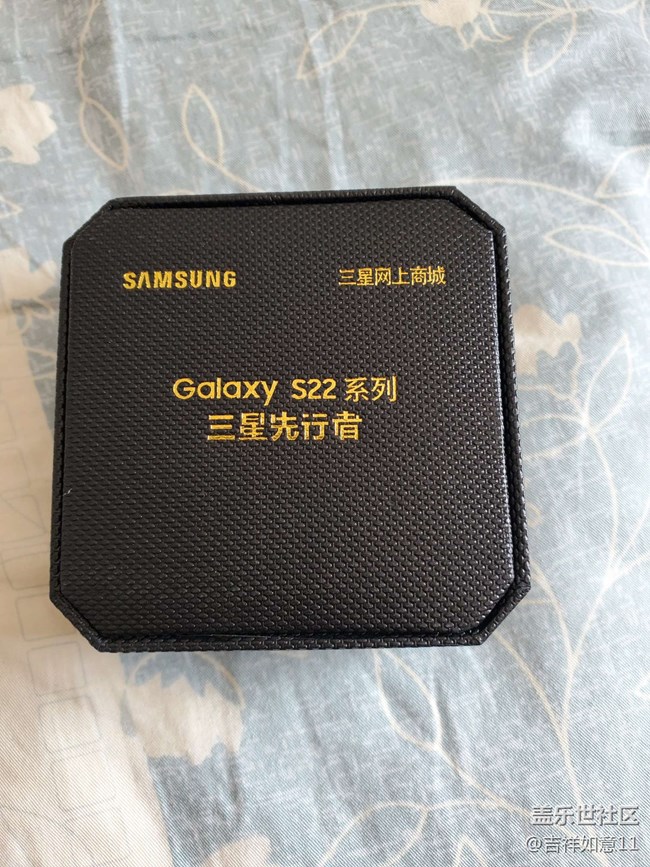 SAMSUNG 三星网上商城
Galaxy S22 系列
三星先行者
盖乐世社区
@吉祥如意11